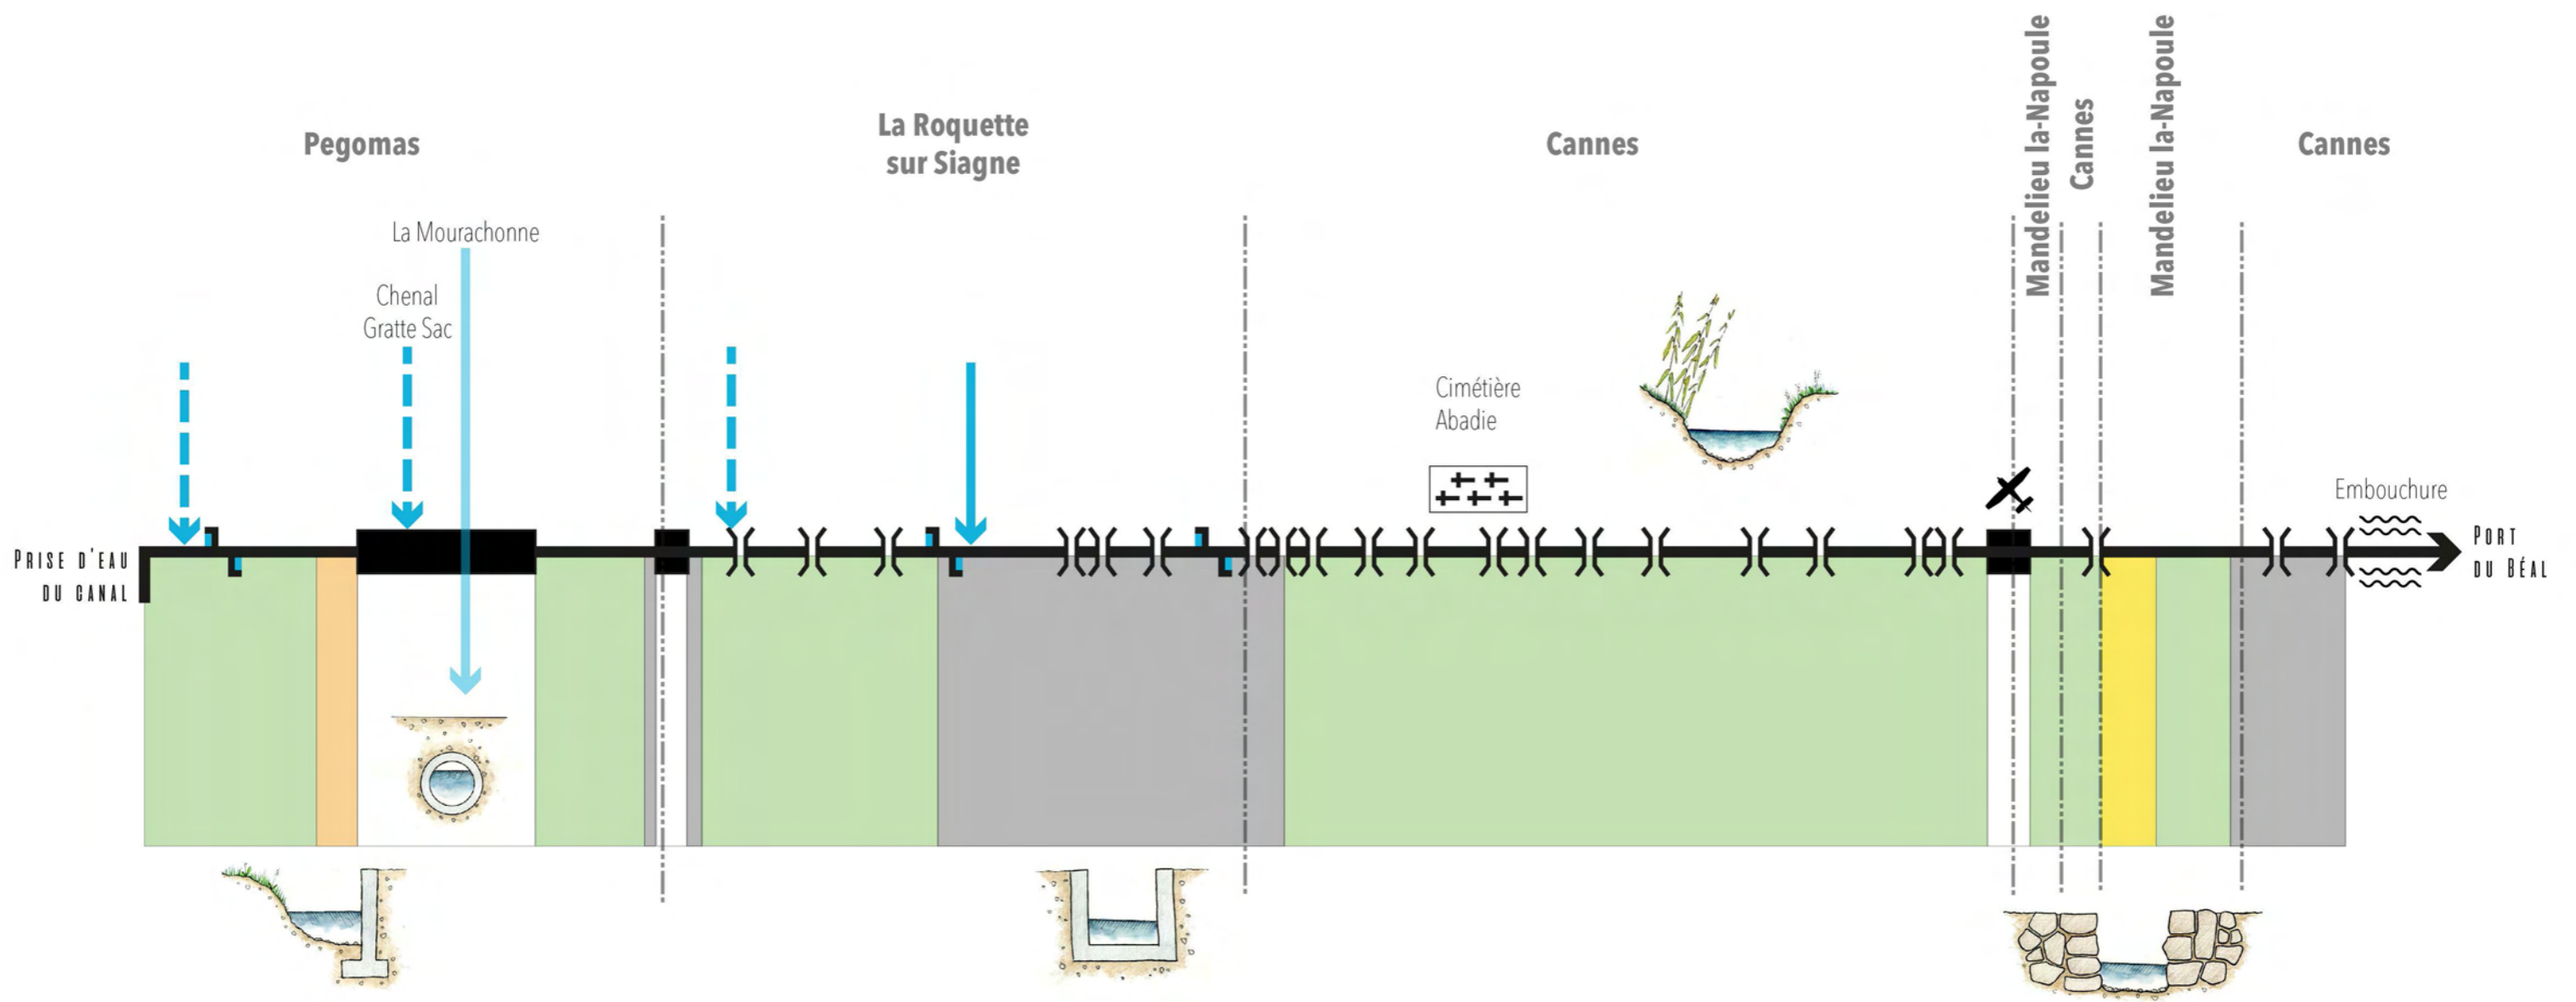 Mandelieu la-Napoule
Cannes
Mandelieu la-Napoule
Pegomas
La Roquette
sur Siagne
Cannes
Cannes
La Mourachonne
Chenal
Gratte Sac
Cimétière
Abadie
Embouchure
PRISE D'EAU
DU CANAL
PORT
DU BÉAL